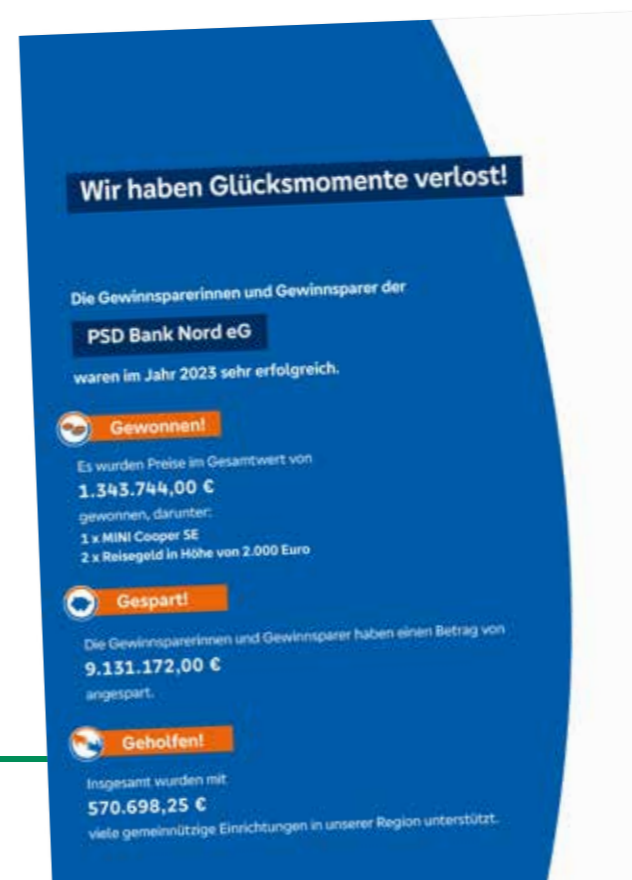 Wir haben Glücksmomente verlost!
Die Gewinnsparerinnen und Gewinnsparer der
PSD Bank Nord eG
waren im Jahr 2023 sehr erfolgreich.
Gewonnen!
Es wurden Preise im Gesamtwert von
1.343.744,00 €
gewonnen, darunter:
1 x MINI Cooper SE
2 x Reisegeld in Höhe von 2.000 Euro
Gespart!
Die Gewinnsparerinnen und Gewinnsparer haben einen Betrag von
9.131.172,00 €
angespart.
Geholfen!
Insgesamt wurden mit
570.698,25 €
viele gemeinnützige Einrichtungen in unserer Region unterstützt.